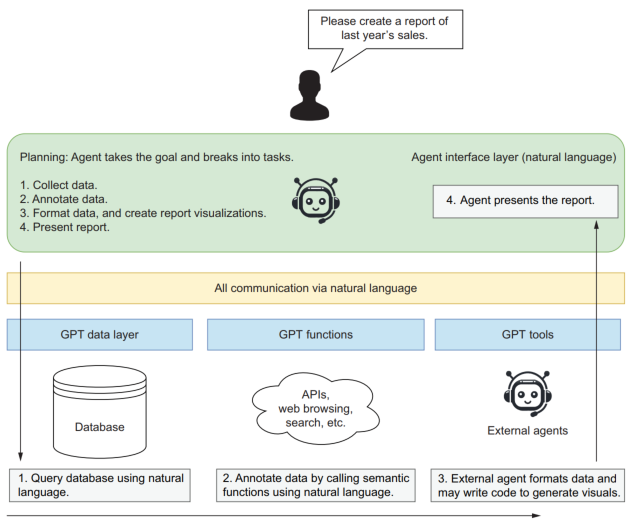 Please create a report of
last year's sales.
Planning: Agent takes the goal and breaks into tasks.
Agent interface layer (natural language)
1. Collect data.
2. Annotate data.
3. Format data, and create report visualizations.
4. Present report.
4. Agent presents the report.
All communication via natural language
GPT data layer
GPT functions
GPT tools
Database
APIs,
web browsing,
search, etc.
External agents
1. Query database using natural
language.
2. Annotate data by calling semantic
functions using natural language.
3. External agent formats data and
may write code to generate visuals.